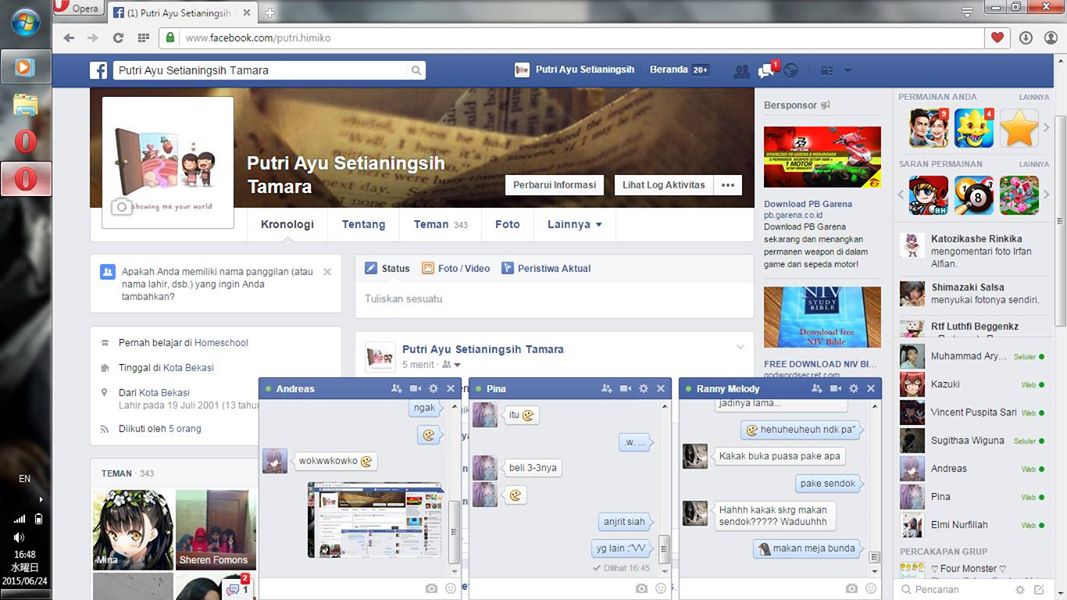 Opera
(1) Putri Ayu Setianingsih
www.facebook.com/putri.himiko
Putri Ayu Setianingsih Tamara
Putri Ayu Setianingsih
Beranda 20+
1
Putri Ayu Setianingsih
Tamara
showing me your world
Perbarui Informasi
Lihat Log Aktivitas
Kronologi
Tentang
Teman 343
Foto
Lainnya
Apakah Anda memiliki nama panggilan (atau
nama lahir, dsb.) yang ingin Anda
tambahkan?
Pernah belajar di Homeschool
Tinggal di Kota Bekasi
Dari Kota Bekasi
Lahir pada 19 Juli 2001 (13 tahun
Diikuti oleh 5 orang
TEMAN · 343
Mina
Sheren Fomons
2
1
Status
Foto / Video
Peristiwa Aktual
Tuliskan sesuatu
Putri Ayu Setianingsih Tamara
5 menit
Andreas
ngak
wokwwkowko
Pina
itu
.w. ...
beli 3-3nya
anjrit siah
yg lain :"V\/
Dilihat 16:45
Ranny Melody
jadinya lama...
hehuheuheuh ndk pa"
Kakak buka puasa pake apa
pake sendok
Hahhh kakak skrg makan
sendok????? Waduuhhh
makan meja bunda
Bersponsor
Download PB Garena
pb.garena.co.id
Download PB Garena
sekarang dan menangkan
permanen weapon di dalam
game dan sepeda motor!
NIV
STUDY
BIBLE
Download free
NIV Bible
FREE DOWNLOAD NIV BI...
godwordsecret.com
PERMAINAN ANDA
LAINNYA
9
4
SARAN PERMAINAN
LAINNYA
BH
8
Katozikashe Rinkika
mengomentari foto Irfan
Alfian.
Shimazaki Salsa
menyukai fotonya sendiri.
Rtf Luthfi Beggenkz
Muhammad Ary...
Seluler
Kazuki
Web
Vincent Puspita Sari
Web
Sugithaa Wiguna
Seluler
Andreas
Web
Pina
Web
Elmi Nurfillah
Web
PERCAKAPAN GRUP
♡ Four Monster ♡
Pencarian
EN
16:48
水曜日
2015/06/24